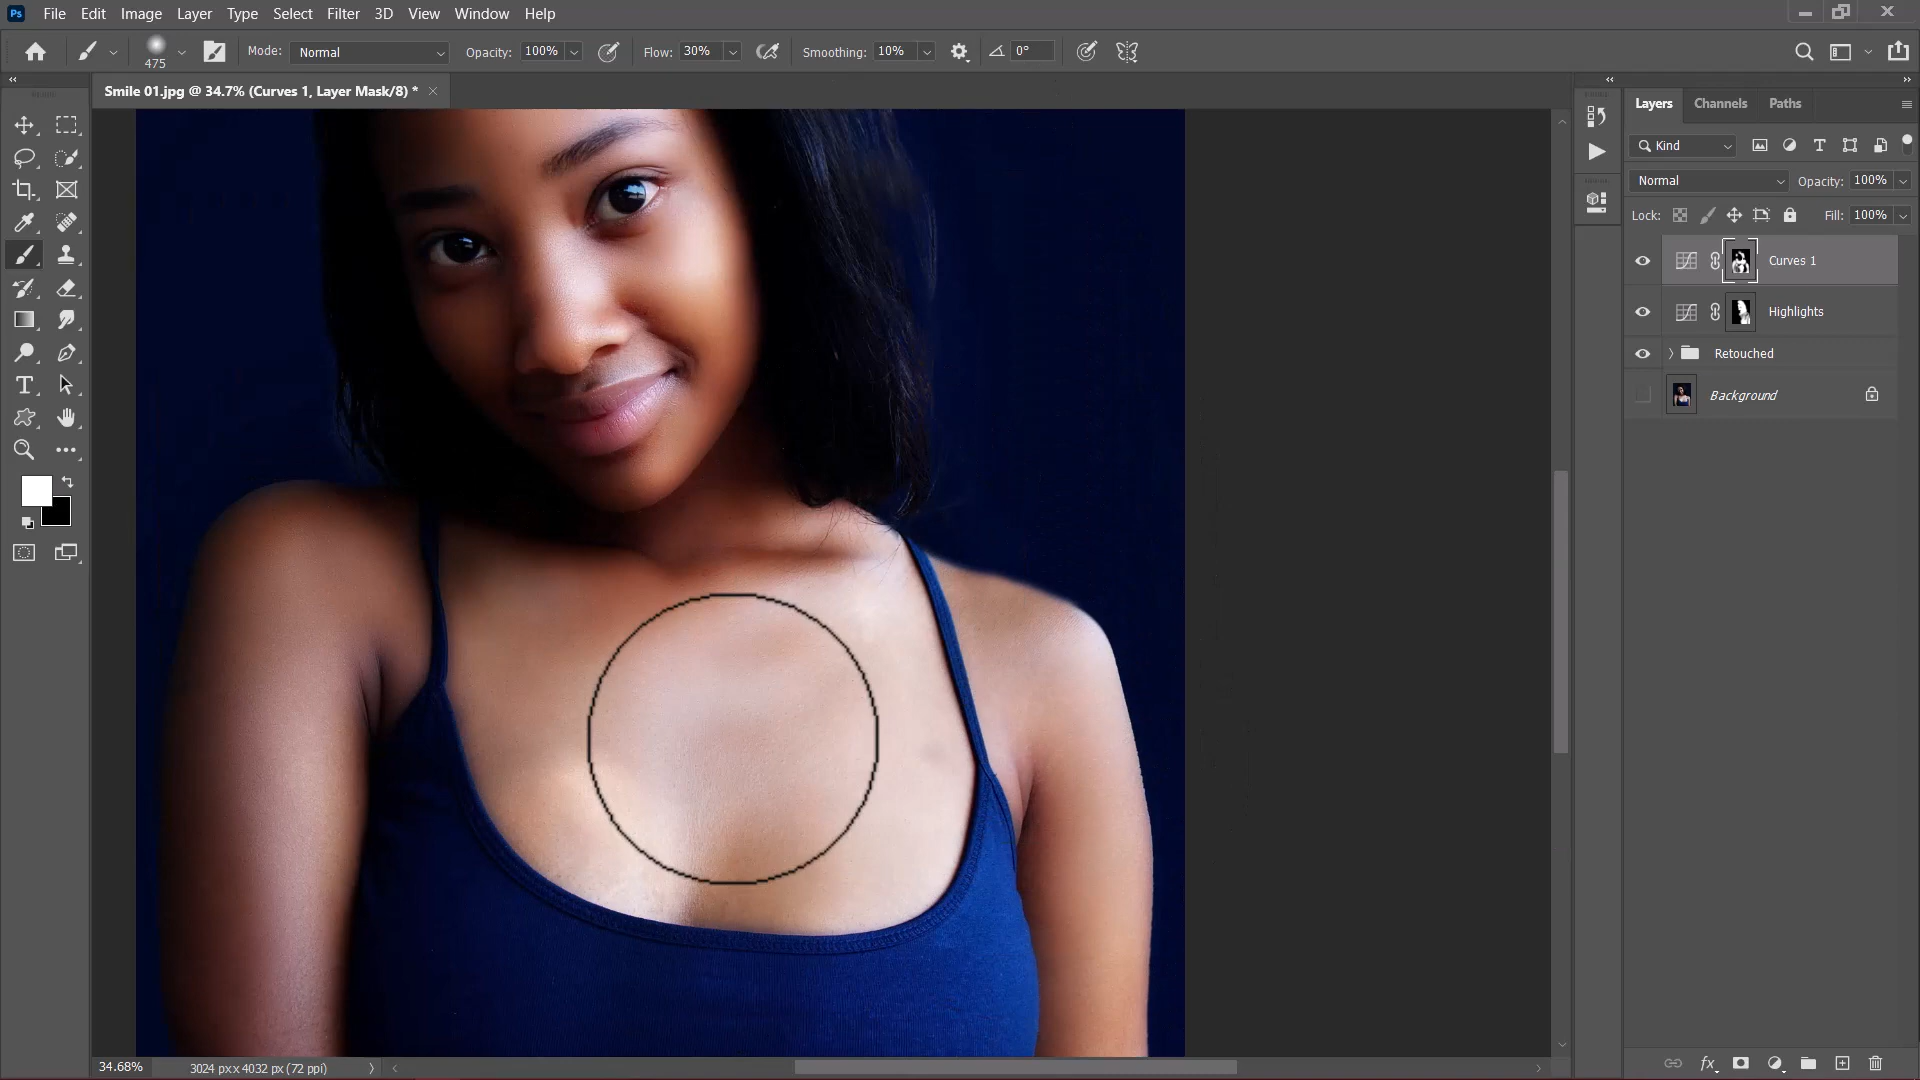 Ps File Edit Image Layer Type Select Filter 3D View Window Help
475 Mode: Normal Opacity: 100% Flow: 30% Smoothing: 10% 0°
Smile 01.jpg @ 34.7% (Curves 1, Layer Mask/8) * ×
Layers Channels Paths
Kind
Normal Opacity: 100%
Lock: Fill: 100%
Curves 1
Highlights
Retouched
Background
34.68% 3024 px x 4032 px (72 ppi)
fx